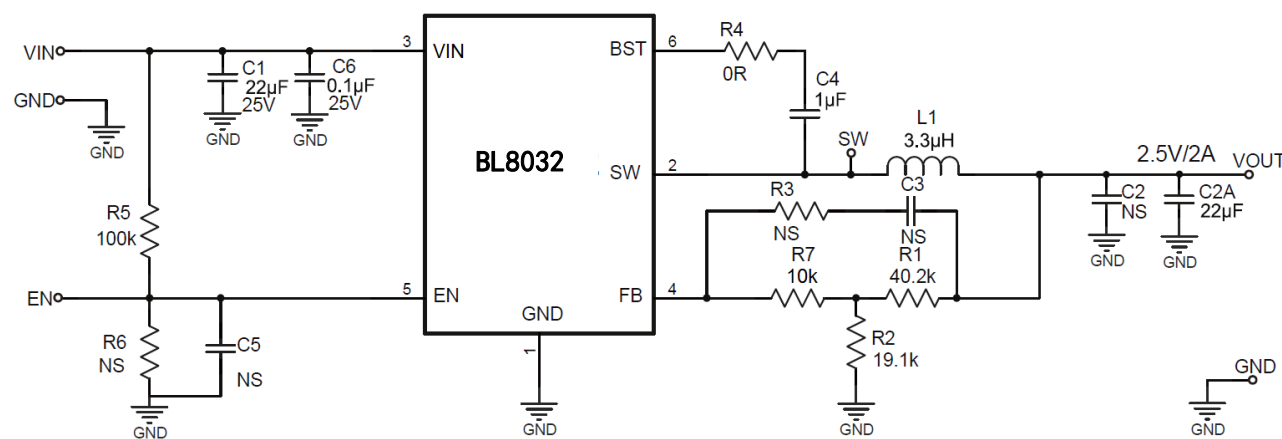 VIN
3
VIN
C1
22μF
25V
GND
C6
0.1μF
25V
GND
GND
GND
R5
100k
EN
5
EN
R6
NS
C5
NS
GND
BL8032
GND
1
GND
BST
6
R4
0R
C4
1μF
SW
2
SW
L1
3.3μH
2.5V/2A
VOUT
R3
NS
C3
NS
C2
NS
GND
C2A
22μF
GND
FB
4
R7
10k
R1
40.2k
R2
19.1k
GND
GND
GND